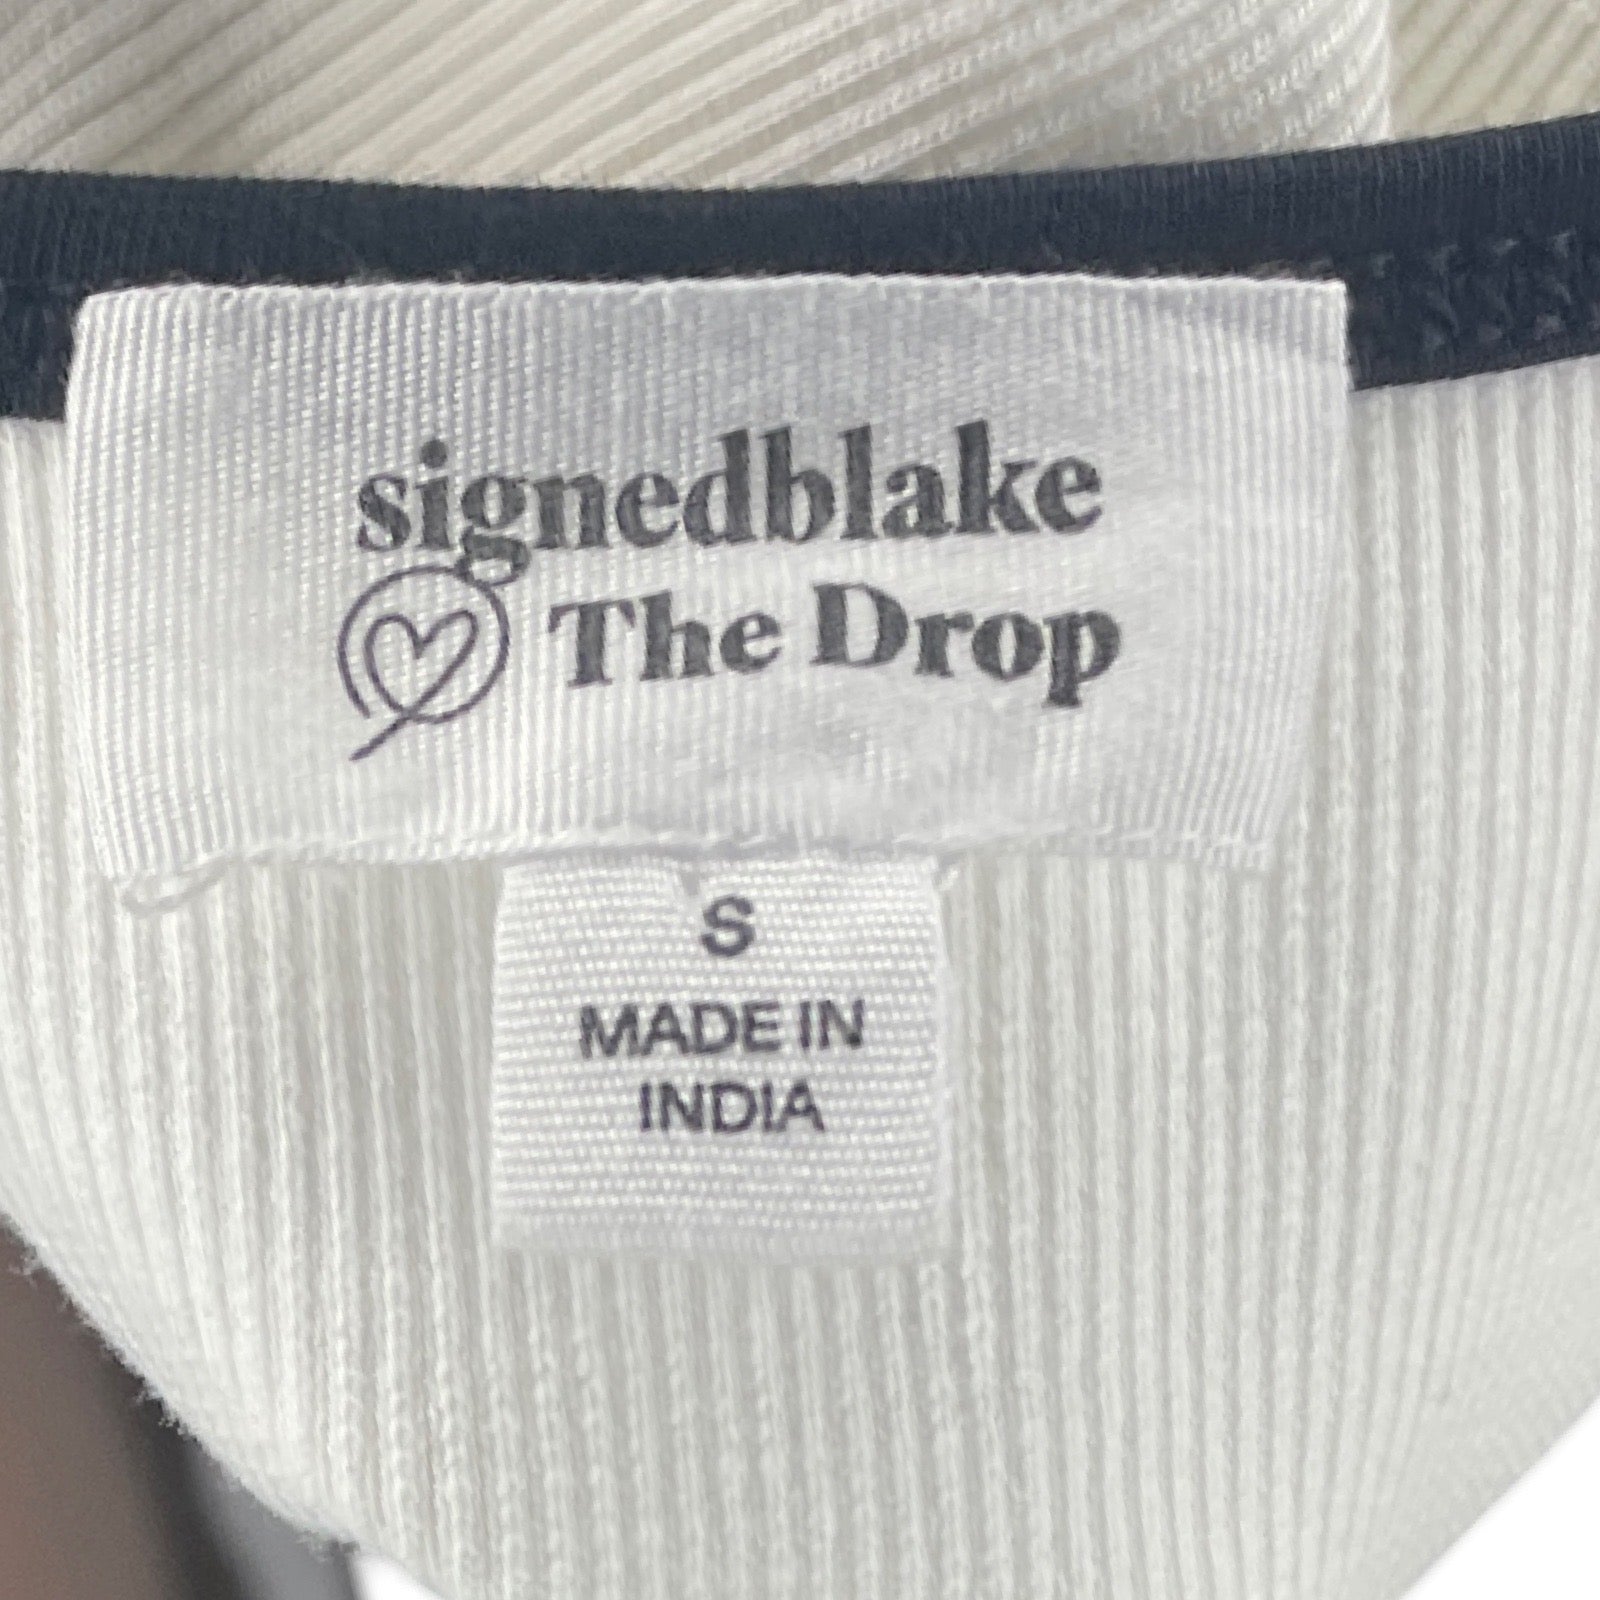 signedblake
The Drop
S
MADE IN
INDIA